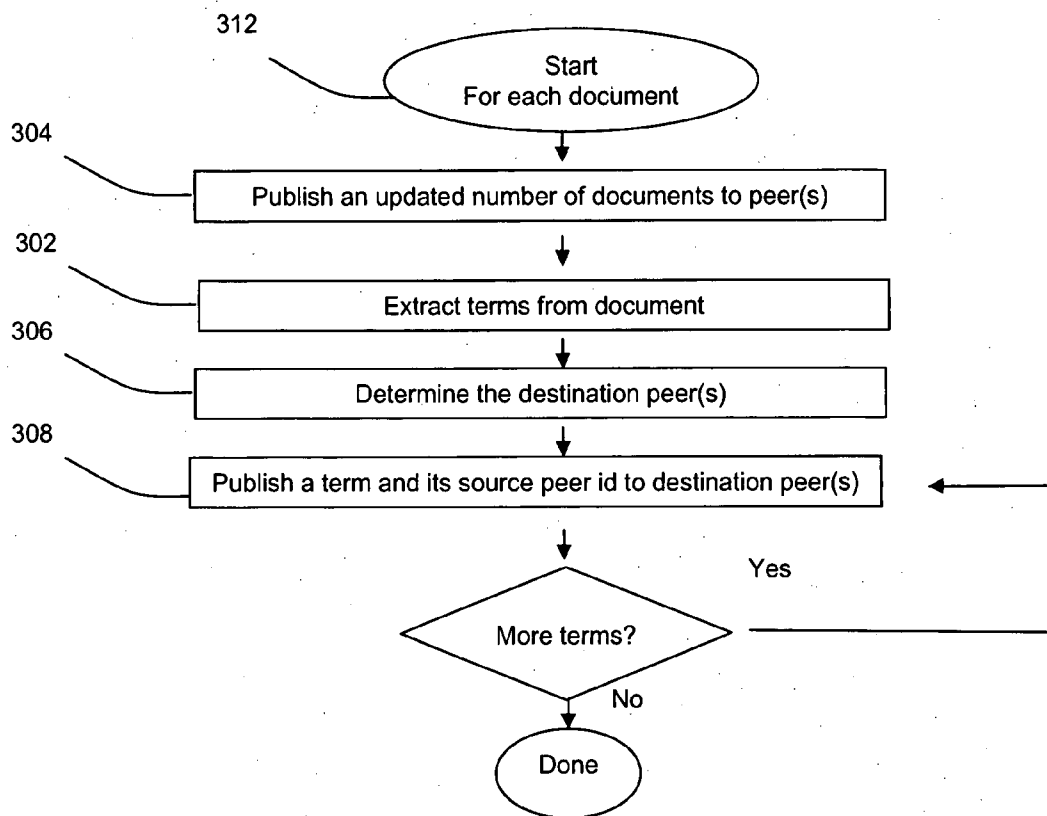 312
Start
For each document
304
Publish an updated number of documents to peer(s)
302
Extract terms from document
306
Determine the destination peer(s)
308
Publish a term and its source peer id to destination peer(s)
Yes
More terms?
No
Done